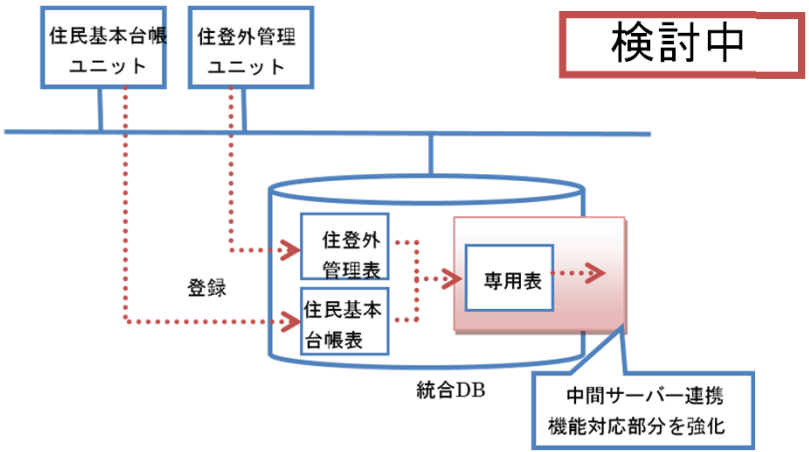 住民基本台帳
ユニット
住登外管理
ユニット
検討中
住登外
管理表
専用表
登録
住民基本
台帳表
統合DB
中間サーバー連携
機能対応部分を強化